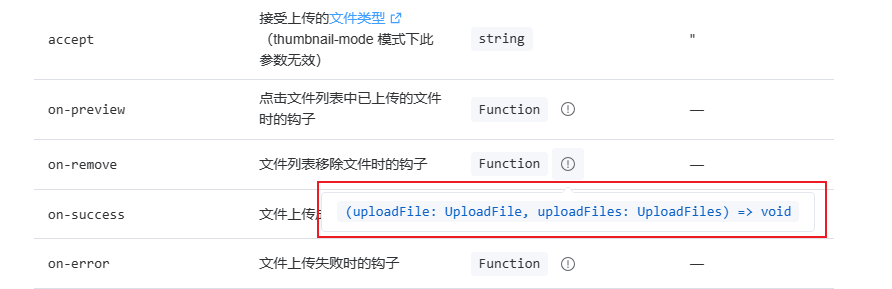 接受上传的文件类型
accept （thumbnail-mode 模式下此 string ''
参数无效）
点击文件列表中已上传的文件
on-preview Function —
时的钩子
on-remove 文件列表移除文件时的钩子 Function —
(uploadFile: UploadFile, uploadFiles: UploadFiles) => void
on-success 文件上传
on-error 文件上传失败时的钩子 Function —